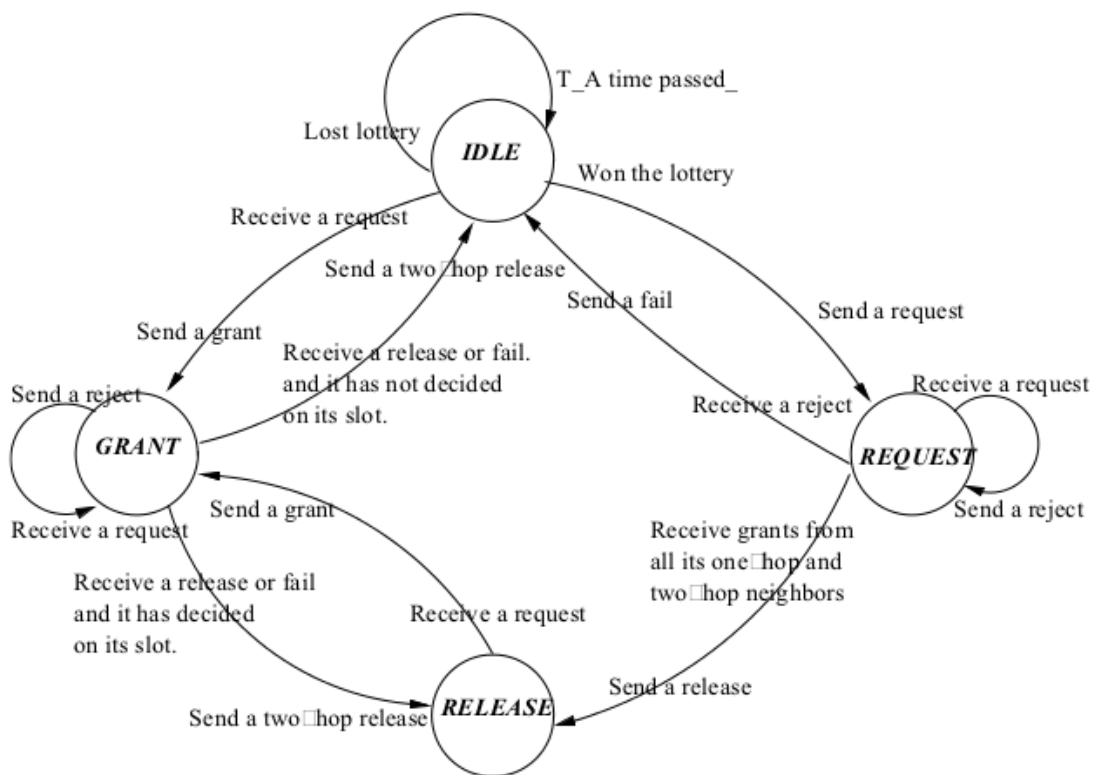 T_A time passed_
Lost lottery
IDLE
Won the lottery
Receive a request
Send a two□hop release
Send a fail
Send a request
Send a grant
Receive a release or fail.
and it has not decided
on its slot.
Receive a reject
Receive a request
Send a reject
GRANT
REQUEST
Receive a request
Send a reject
Send a grant
Receive grants from
all its one□hop and
two□hop neighbors
Receive a release or fail
and it has decided
on its slot.
Receive a request
Send a release
RELEASE
Send a two□hop release